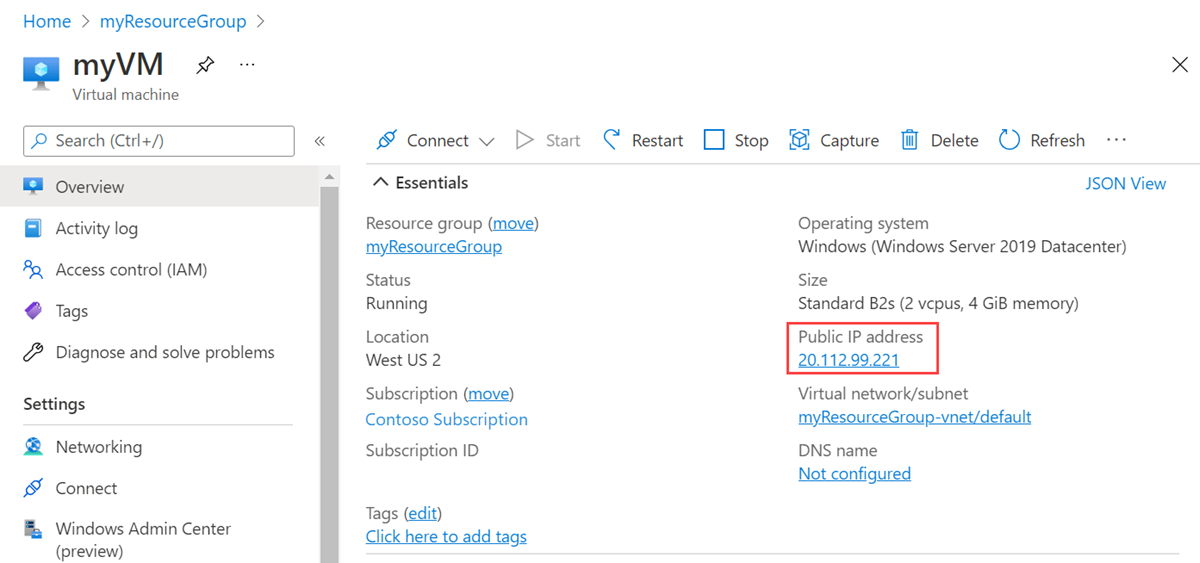 Home > myResourceGroup >
myVM ...
Virtual machine
Search (Ctrl+/) «
Connect Start Restart Stop Capture Delete Refresh ...
Overview
Activity log
Access control (IAM)
Tags
Diagnose and solve problems
Settings
Networking
Connect
Windows Admin Center
(preview)
Essentials
JSON View
Resource group (move)
myResourceGroup
Status
Running
Location
West US 2
Subscription (move)
Contoso Subscription
Subscription ID
Operating system
Windows (Windows Server 2019 Datacenter)
Size
Standard B2s (2 vcpus, 4 GiB memory)
Public IP address
20.112.99.221
Virtual network/subnet
myResourceGroup-vnet/default
DNS name
Not configured
Tags (edit)
Click here to add tags